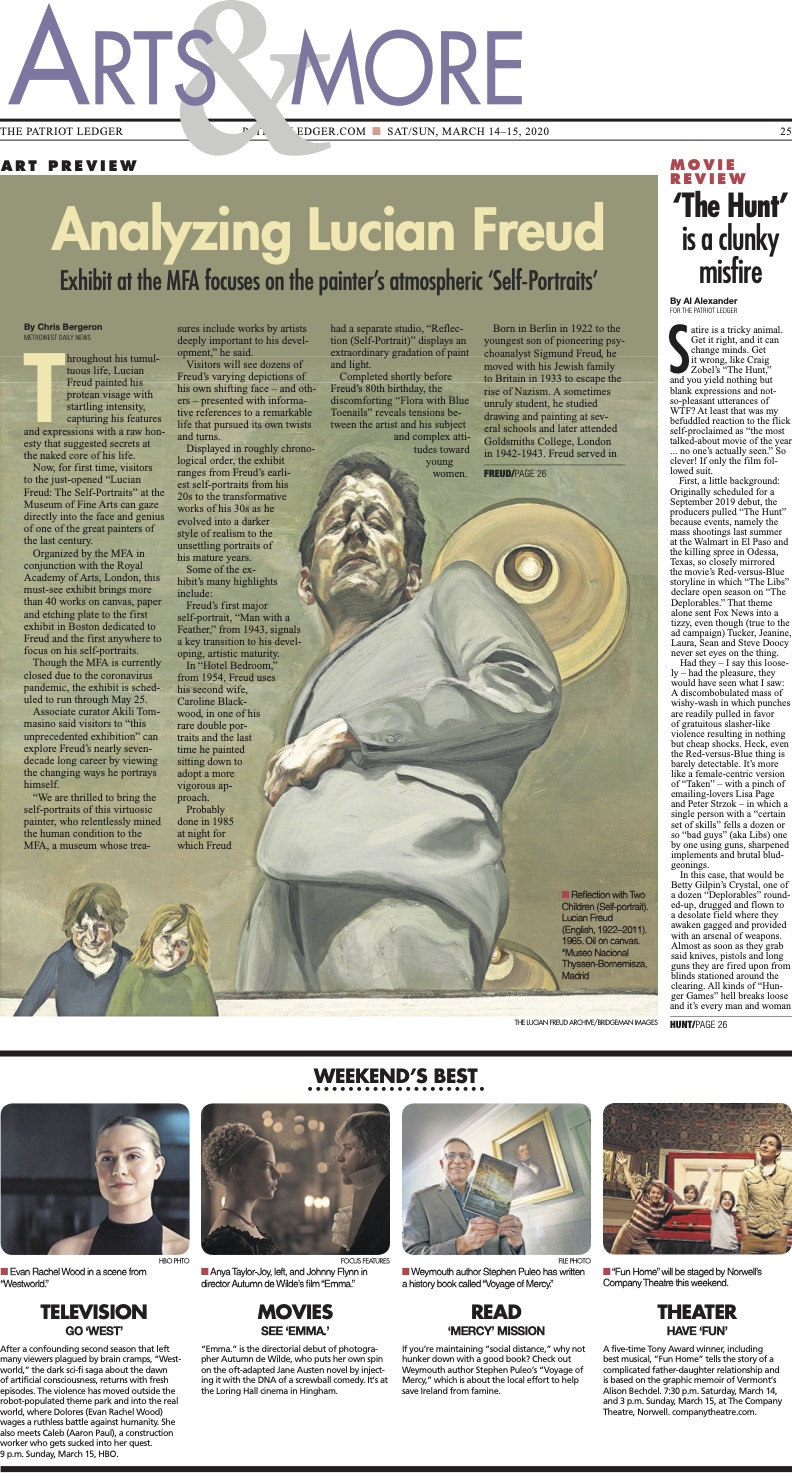 ARTS & MORE
THE PATRIOT LEDGER
LEDGER.COM ■ SAT/SUN, MARCH 14–15, 2020
25
ART PREVIEW
Analyzing Lucian Freud
Exhibit at the MFA focuses on the painter's atmospheric 'Self-Portraits'
By Chris Bergeron
METROWEST DAILY NEWS
Throughout his tumul-
tuous life, Lucian
Freud painted his
protean visage with
startling intensity,
capturing his features
and expressions with a raw hon-
esty that suggested secrets at
the naked core of his life.
Now, for first time, visitors
to the just-opened “Lucian
Freud: The Self-Portraits” at the
Museum of Fine Arts can gaze
directly into the face and genius
of one of the great painters of
the last century.
Organized by the MFA in
conjunction with the Royal
Academy of Arts, London, this
must-see exhibit brings more
than 40 works on canvas, paper
and etching plate to the first
exhibit in Boston dedicated to
Freud and the first anywhere to
focus on his self-portraits.
Though the MFA is currently
closed due to the coronavirus
pandemic, the exhibit is sched-
uled to run through May 25.
Associate curator Akili Tom-
masino said visitors to “this
unprecedented exhibition” can
explore Freud's nearly seven-
decade long career by viewing
the changing ways he portrays
himself.
“We are thrilled to bring the
self-portraits of this virtuosic
painter, who relentlessly mined
the human condition to the
MFA, a museum whose trea-
sures include works by artists
deeply important to his devel-
opment,” he said.
Visitors will see dozens of
Freud's varying depictions of
his own shifting face – and oth-
ers – presented with informa-
tive references to a remarkable
life that pursued its own twists
and turns.
Displayed in roughly chrono-
logical order, the exhibit
ranges from Freud's earli-
est self-portraits from his
20s to the transformative
works of his 30s as he
evolved into a darker
style of realism to the
unsettling portraits of
his mature years.
Some of the ex-
hibit's many highlights
include:
Freud's first major
self-portrait, “Man with a
Feather,” from 1943, signals
a key transition to his devel-
oping, artistic maturity.
In “Hotel Bedroom,”
from 1954, Freud uses
his second wife,
Caroline Black-
wood, in one of his
rare double por-
traits and the last
time he painted
sitting down to
adopt a more
vigorous ap-
proach.
Probably
done in 1985
at night for
which Freud
had a separate studio, “Reflec-
tion (Self-Portrait)” displays an
extraordinary gradation of paint
and light.
Completed shortly before
Freud's 80th birthday, the
discomforting “Flora with Blue
Toenails” reveals tensions be-
tween the artist and his subject
and complex atti-
tudes toward
young
women.
Born in Berlin in 1922 to the
youngest son of pioneering psy-
choanalyst Sigmund Freud, he
moved with his Jewish family
to Britain in 1933 to escape the
rise of Nazism. A sometimes
unruly student, he studied
drawing and painting at sev-
eral schools and later attended
Goldsmiths College, London
in 1942-1943. Freud served in
FREUD/PAGE 26
■ Reflection with Two
Children (Self-portrait).
Lucian Freud
(English, 1922–2011).
1965. Oil on canvas.
*Museo Nacional
Thyssen-Bornemisza,
Madrid
THE LUCIAN FREUD ARCHIVE/BRIDGEMAN IMAGES
MOVIE
REVIEW
‘The Hunt’
is a clunky
misfire
By Al Alexander
FOR THE PATRIOT LEDGER
Satire is a tricky animal.
Get it right, and it can
change minds. Get
it wrong, like Craig
Zobel's “The Hunt,”
and you yield nothing but
blank expressions and not-
so-pleasant utterances of
WTF? At least that was my
befuddled reaction to the flick
self-proclaimed as “the most
talked-about movie of the year
... no one's actually seen.” So
clever! If only the film fol-
lowed suit.
First, a little background:
Originally scheduled for a
September 2019 debut, the
producers pulled “The Hunt”
because events, namely the
mass shootings last summer
at the Walmart in El Paso and
the killing spree in Odessa,
Texas, so closely mirrored
the movie's Red-versus-Blue
storyline in which “The Libs”
declare open season on “The
Deplorables.” That theme
alone sent Fox News into a
tizzy, even though (true to the
ad campaign) Tucker, Jeanine,
Laura, Sean and Steve Doocy
never set eyes on the thing.
Had they – I say this loose-
ly – had the pleasure, they
would have seen what I saw:
A discombobulated mass of
wishy-wash in which punches
are readily pulled in favor
of gratuitous slasher-like
violence resulting in nothing
but cheap shocks. Heck, even
the Red-versus-Blue thing is
barely detectable. It's more
like a female-centric version
of “Taken” – with a pinch of
emailing-lovers Lisa Page
and Peter Strzok – in which a
single person with a “certain
set of skills” fells a dozen or
so “bad guys” (aka Libs) one
by one using guns, sharpened
implements and brutal blud-
geonings.
In this case, that would be
Betty Gilpin's Crystal, one of
a dozen “Deplorables” round-
ed-up, drugged and flown to
a desolate field where they
awaken gagged and provided
with an arsenal of weapons.
Almost as soon as they grab
said knives, pistols and long
guns they are fired upon from
blinds stationed around the
clearing. All kinds of “Hun-
ger Games” hell breaks loose
and it's every man and woman
HUNT/PAGE 26
WEEKEND'S BEST
HBO PHTO
■ Evan Rachel Wood in a scene from
“Westworld.”
TELEVISION
GO ‘WEST’
After a confounding second season that left
many viewers plagued by brain cramps, “West-
world,” the dark sci-fi saga about the dawn
of artificial consciousness, returns with fresh
episodes. The violence has moved outside the
robot-populated theme park and into the real
world, where Dolores (Evan Rachel Wood)
wages a ruthless battle against humanity. She
also meets Caleb (Aaron Paul), a construction
worker who gets sucked into her quest.
9 p.m. Sunday, March 15, HBO.
FOCUS FEATURES
■ Anya Taylor-Joy, left, and Johnny Flynn in
director Autumn de Wilde's film “Emma.”
MOVIES
SEE ‘EMMA.’
“Emma.” is the directorial debut of photogra-
pher Autumn de Wilde, who puts her own spin
on the oft-adapted Jane Austen novel by inject-
ing it with the DNA of a screwball comedy. It's at
the Loring Hall cinema in Hingham.
FILE PHOTO
■ Weymouth author Stephen Puleo has written
a history book called “Voyage of Mercy.”
READ
‘MERCY’ MISSION
If you're maintaining “social distance,” why not
hunker down with a good book? Check out
Weymouth author Stephen Puleo's “Voyage of
Mercy,” which is about the local effort to help
save Ireland from famine.
■ “Fun Home” will be staged by Norwell's
Company Theatre this weekend.
THEATER
HAVE ‘FUN’
A five-time Tony Award winner, including
best musical, “Fun Home” tells the story of a
complicated father-daughter relationship and
is based on the graphic memoir of Vermont's
Alison Bechdel. 7:30 p.m. Saturday, March 14,
and 3 p.m. Sunday, March 15, at The Company
Theatre, Norwell. companytheatre.com.